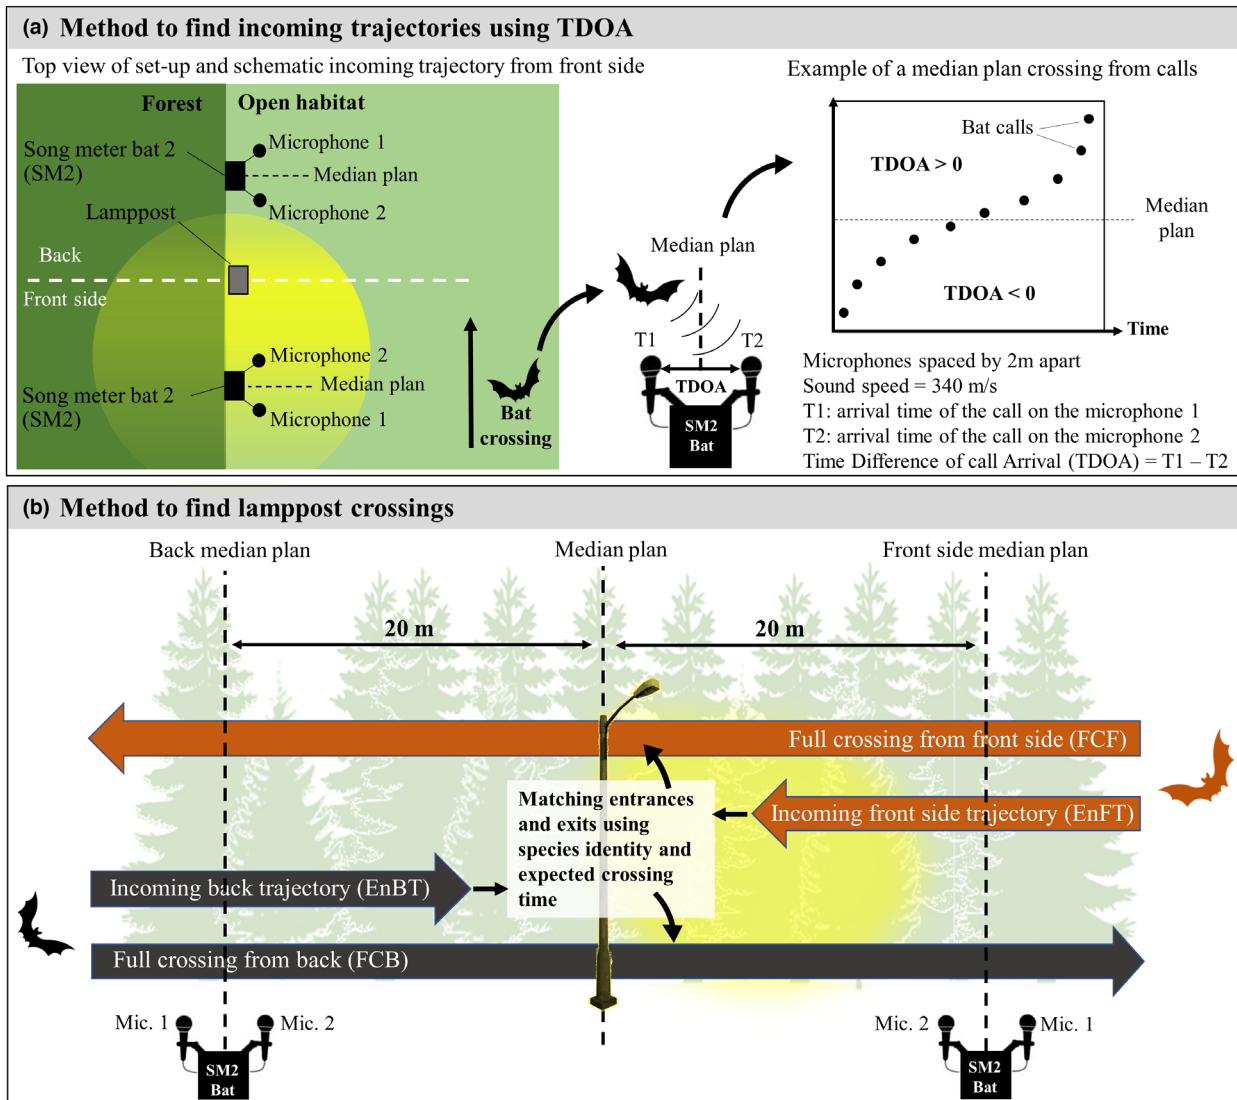 (a) Method to find incoming trajectories using TDOA
Top view of set-up and schematic incoming trajectory from front side
Forest
Open habitat
Song meter bat 2
(SM2)
Microphone 1
Median plan
Microphone 2
Lamppost
Back
Front side
Microphone 2
Median plan
Microphone 1
Song meter bat 2
(SM2)
Bat
crossing
Median plan
T1
T2
TDOA
SM2
Bat
Example of a median plan crossing from calls
Bat calls
TDOA > 0
Median
plan
TDOA < 0
Time
Microphones spaced by 2m apart
Sound speed = 340 m/s
T1: arrival time of the call on the microphone 1
T2: arrival time of the call on the microphone 2
Time Difference of call Arrival (TDOA) = T1 – T2
(b) Method to find lamppost crossings
Back median plan
Median plan
Front side median plan
20 m
20 m
Full crossing from front side (FCF)
Incoming front side trajectory (EnFT)
Matching entrances
and exits using
species identity and
expected crossing
time
Incoming back trajectory (EnBT)
Full crossing from back (FCB)
Mic. 1
Mic. 2
SM2
Bat
Mic. 2
Mic. 1
SM2
Bat